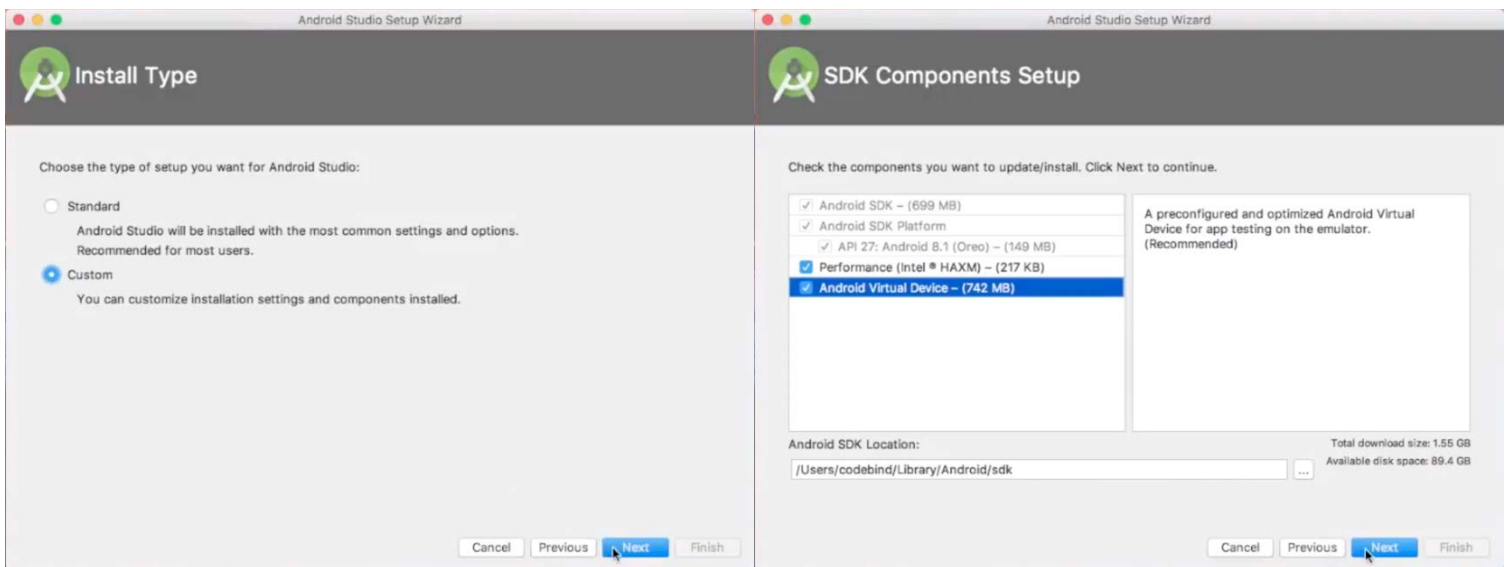 Android Studio Setup Wizard
Install Type
Choose the type of setup you want for Android Studio:
Standard
Android Studio will be installed with the most common settings and options.
Recommended for most users.
Custom
You can customize installation settings and components installed.
Cancel Previous Next Finish
Android Studio Setup Wizard
SDK Components Setup
Check the components you want to update/install. Click Next to continue.
Android SDK – (699 MB)
Android SDK Platform
API 27: Android 8.1 (Oreo) – (149 MB)
Performance (Intel ® HAXM) – (217 KB)
Android Virtual Device – (742 MB)
A preconfigured and optimized Android Virtual
Device for app testing on the emulator.
(Recommended)
Android SDK Location:
Total download size: 1.55 GB
/Users/codebind/Library/Android/sdk
...
Available disk space: 89.4 GB
Cancel Previous Next Finish